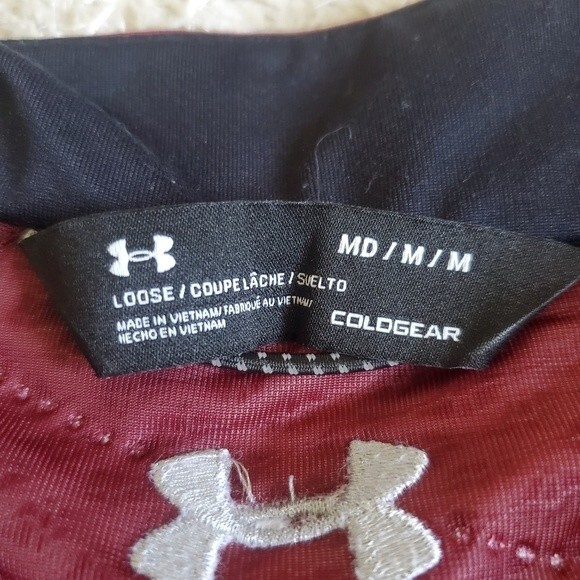 LOOSE / COUPE LÂCHE / SUELTO
MADE IN VIETNAM/FABRIQUÉ AU VIETNAM/
HECHO EN VIETNAM
MD / M / M
COLDGEAR